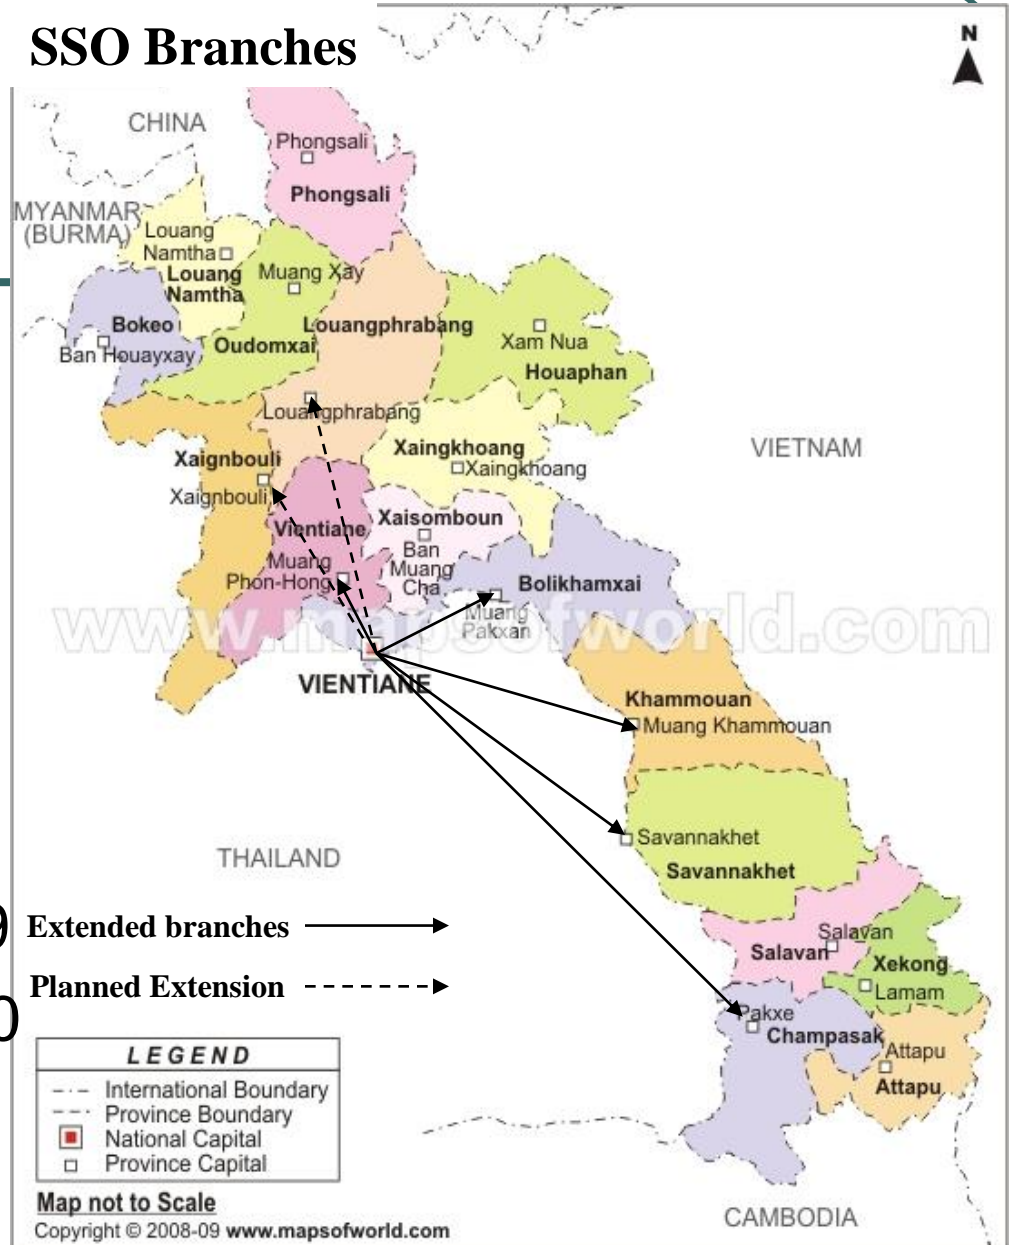 SSO Branches
N
CHINA
Phongsali
Phongsali
MYANMAR
(BURMA)
Louang
Namtha
Louang
Namtha
Muang Xay
Bokeo
Ban Houayxay
Oudomxai
Louangphrabang
Louangphrabang
Xam Nua
Houaphan
Xaignbouli
Xaignbouli
Xaingkhoang
Xaingkhoang
VIETNAM
Vientiane
Muang
Phon-Hong
Xaisomboun
Ban
Muang
Cha
Bolikhamxai
Muang
Pakxan
www.mapsofworld.com
VIENTIANE
Khammouan
Muang Khammouan
Savannakhet
Savannakhet
THAILAND
9
Extended branches
Salavan
Salavan
Xekong
Lamam
Planned Extension
0
Pakxe
Champasak
Attapu
Attapu
LEGEND
International Boundary
Province Boundary
National Capital
Province Capital
Map not to Scale
Copyright © 2008-09 www.mapsofworld.com
CAMBODIA